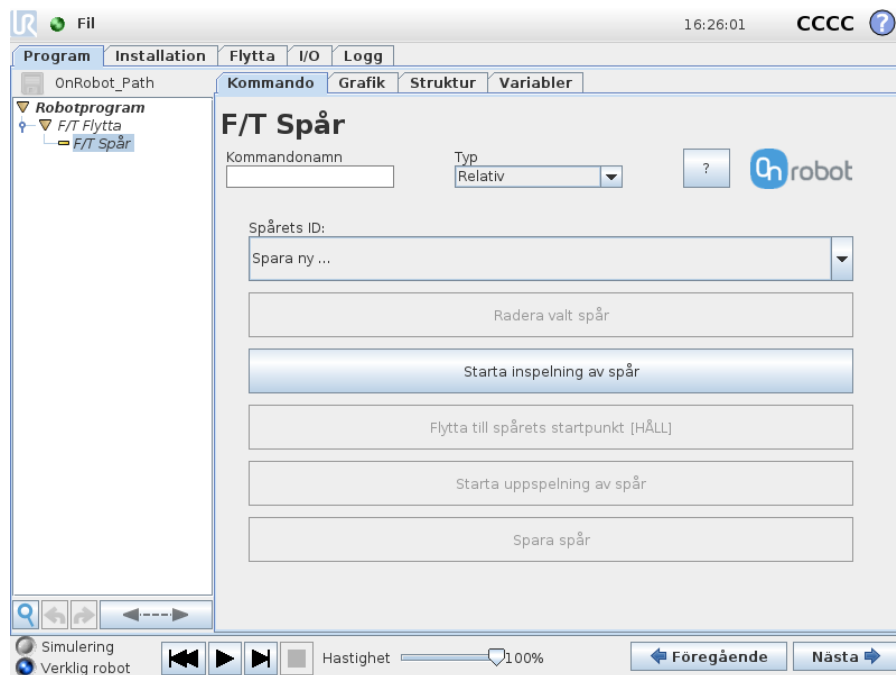 UR Fil 16:26:01 CCCC ?
Program Installation Flytta I/O Logg
OnRobot_Path Kommando Grafik Struktur Variabler
Robotprogram
F/T Flytta
F/T Spår
F/T Spår
Kommandonamn Typ
Relativ ? On robot
Spårets ID:
Spara ny ...
Radera valt spår
Starta inspelning av spår
Flytta till spårets startpunkt [HÅLL]
Starta uppspelning av spår
Spara spår
Simulering
Verklig robot
Hastighet 100% Föregående Nästa